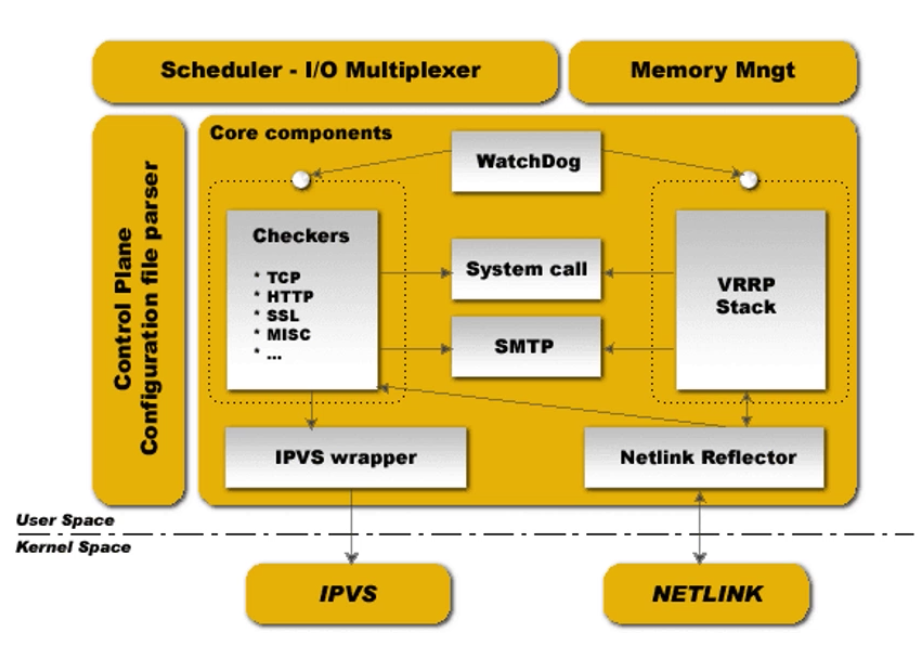 Scheduler - I/O Multiplexer
Memory Mngt
Control Plane
Configuration file parser
Core components
WatchDog
Checkers
* TCP
* HTTP
* SSL
* MISC
* ...
System call
SMTP
VRRP
Stack
IPVS wrapper
Netlink Reflector
User Space
Kernel Space
IPVS
NETLINK